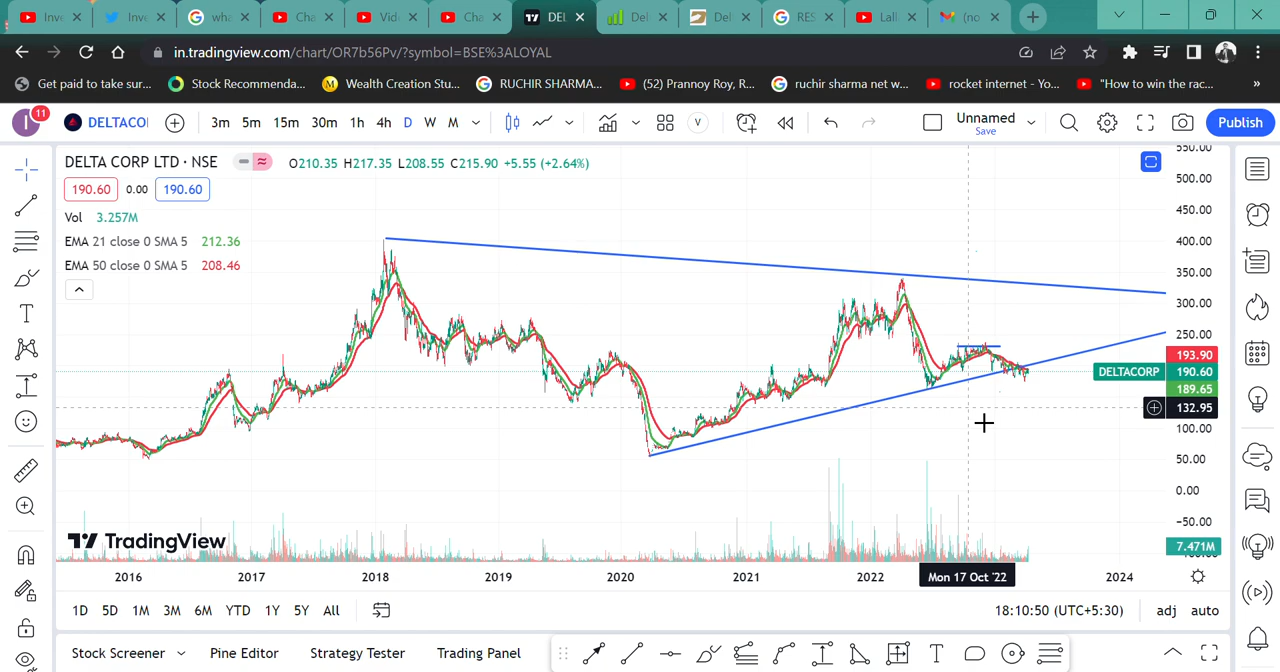 Inve
Inve
wha
Cha
Vide
Cha
DEL
Del
Del
RES
Lall
(no
in.tradingview.com/chart/OR7b56Pv/?symbol=BSE%3ALOYAL
Get paid to take sur...
Stock Recommenda...
Wealth Creation Stu...
RUCHIR SHARMA...
(52) Prannoy Roy, R...
ruchir sharma net w...
rocket internet - Yo...
"How to win the rac...
»
I 11
DELTACO
3m 5m 15m 30m 1h 4h D W M
V
Unnamed
Save
Publish
DELTA CORP LTD · NSE
O210.35 H217.35 L208.55 C215.90 +5.55 (+2.64%)
190.60 0.00 190.60
Vol 3.257M
EMA 21 close 0 SMA 5 212.36
EMA 50 close 0 SMA 5 208.46
550.00
500.00
450.00
400.00
350.00
300.00
250.00
193.90
DELTACORP 190.60
189.65
132.95
100.00
50.00
0.00
−50.00
7.471M
TradingView
2016 2017 2018 2019 2020 2021 2022 Mon 17 Oct '22 2024
1D 5D 1M 3M 6M YTD 1Y 5Y All
18:10:50 (UTC+5:30) adj auto
Stock Screener Pine Editor Strategy Tester Trading Panel